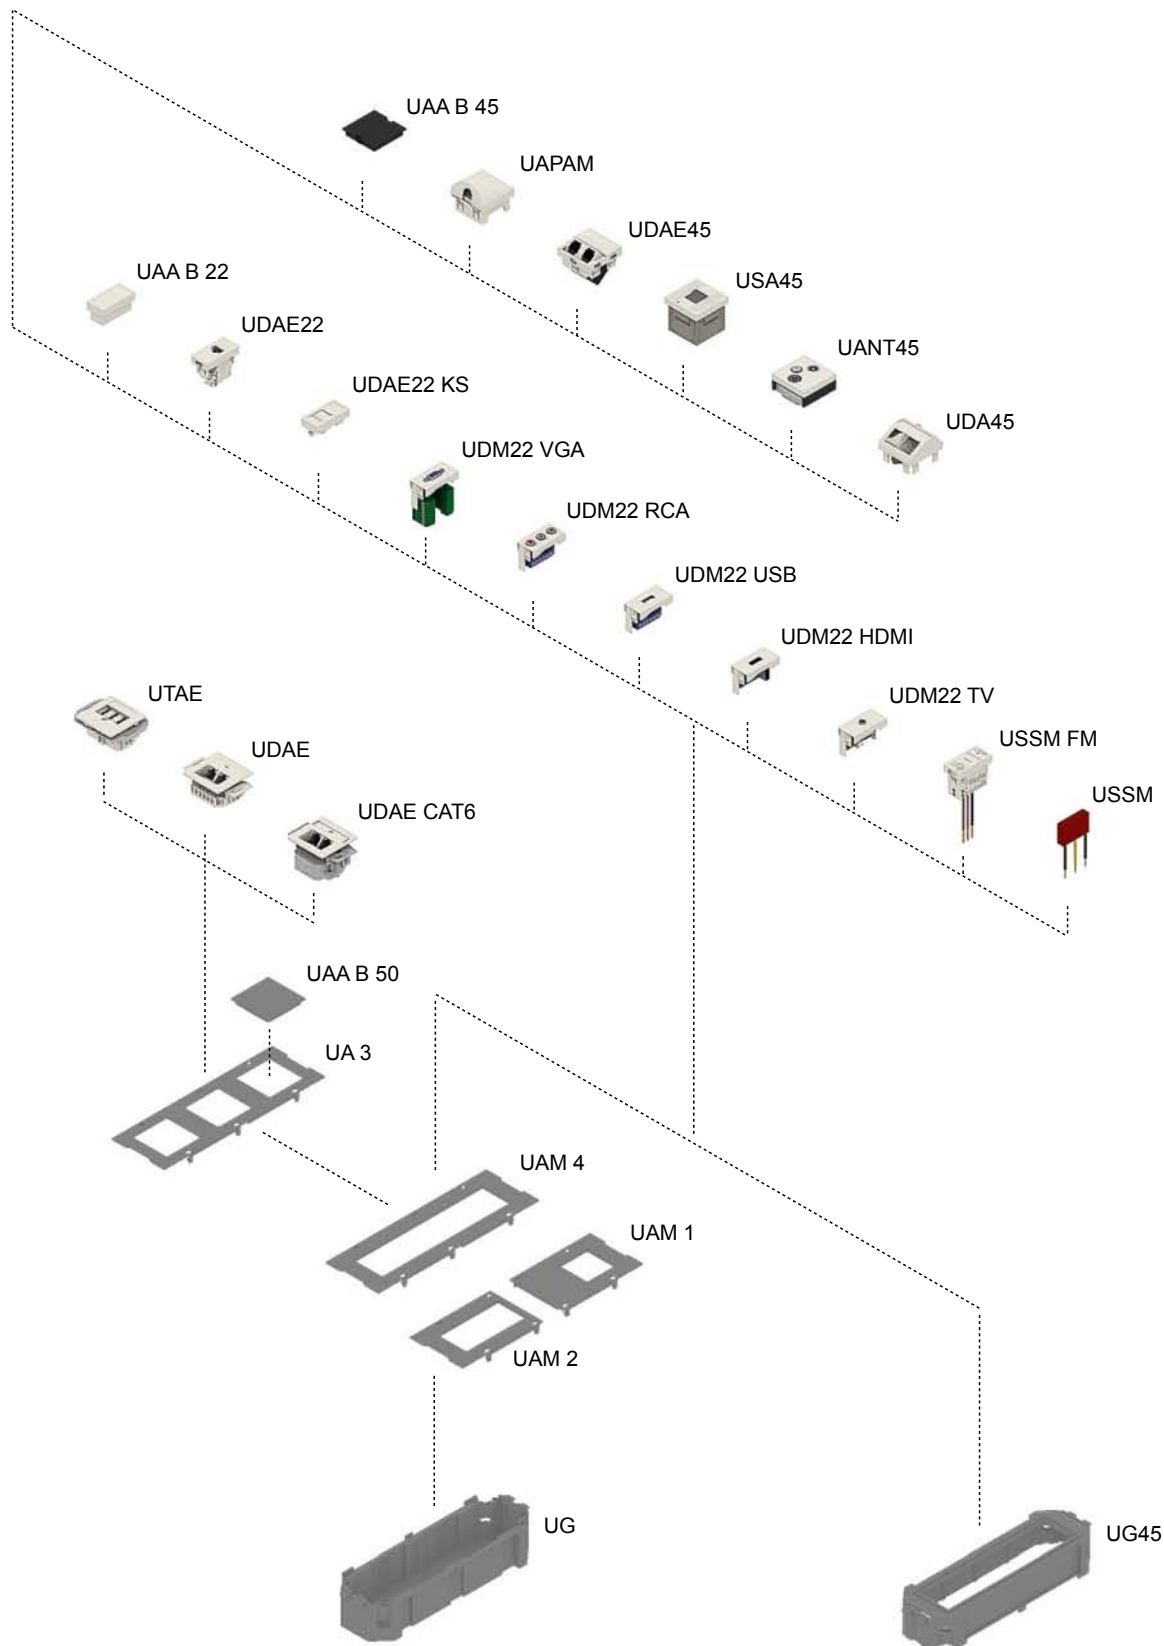 UAA B 45
UAPAM
UDAE45
UAA B 22
USA45
UDAE22
UANT45
UDAE22 KS
UDA45
UDM22 VGA
UDM22 RCA
UDM22 USB
UDM22 HDMI
UTAE
UDM22 TV
UDAE
USSM FM
UDAE CAT6
USSM
UAA B 50
UA 3
UAM 4
UAM 1
UAM 2
UG
UG45